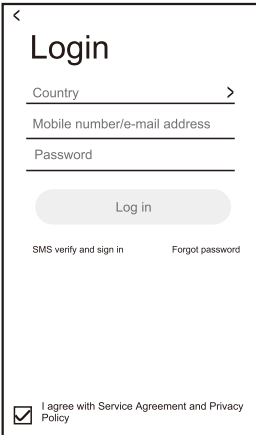 Login
Country
Mobile number/e-mail address
Password
Log in
SMS verify and sign in
Forgot password
I agree with Service Agreement and Privacy
Policy